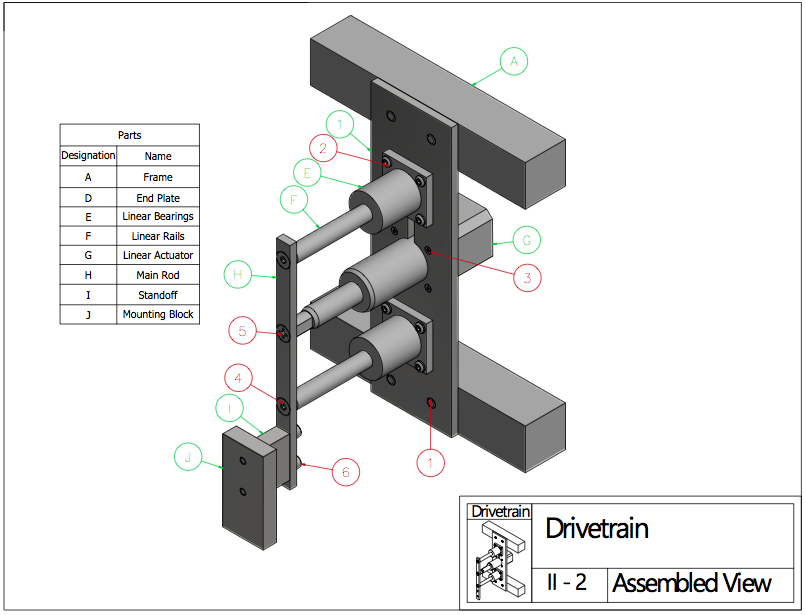 A
1
2
E
F
Parts
Designation Name
A Frame
D End Plate
E Linear Bearings
F Linear Rails
G Linear Actuator
H Main Rod
I Standoff
J Mounting Block
G
H
3
5
4
I
J
1
6
Drivetrain
Drivetrain
II - 2
Assembled View